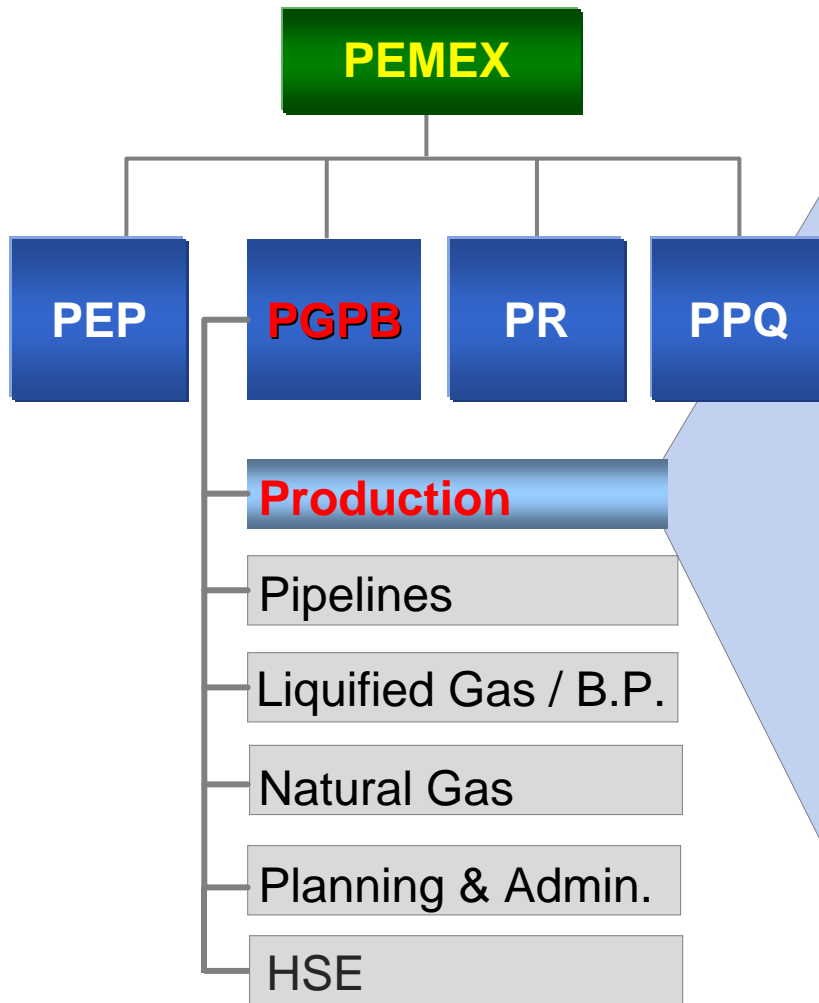 PEMEX
PEP
PGPB
PR
PPQ
Production
Pipelines
Liquified Gas / B.P.
Natural Gas
Planning & Admin.
HSE